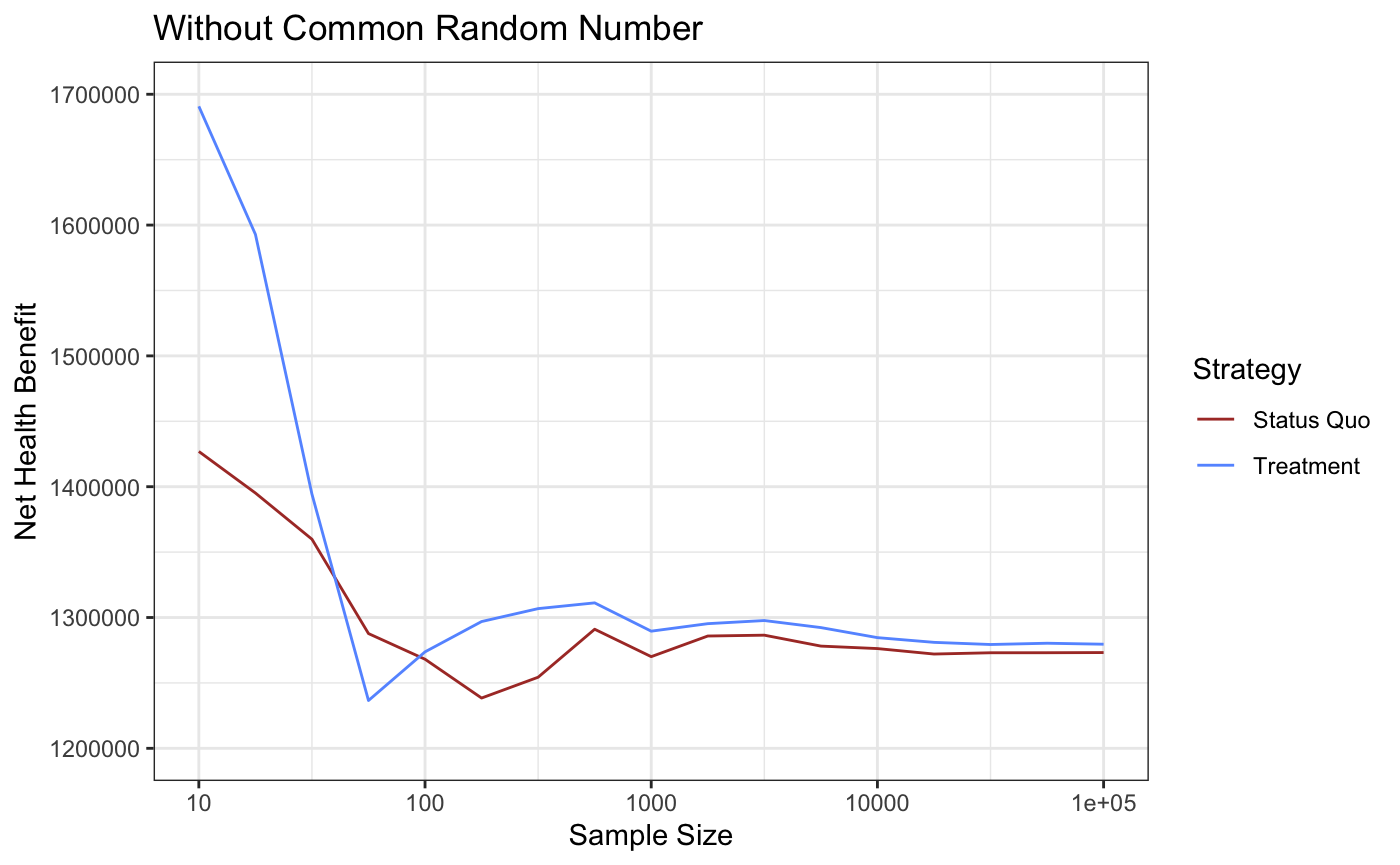 Without Common Random Number
Net Health Benefit
1700000
1600000
1500000
1400000
1300000
1200000
10
100
1000
10000
1e+05
Sample Size
Strategy
Status Quo
Treatment